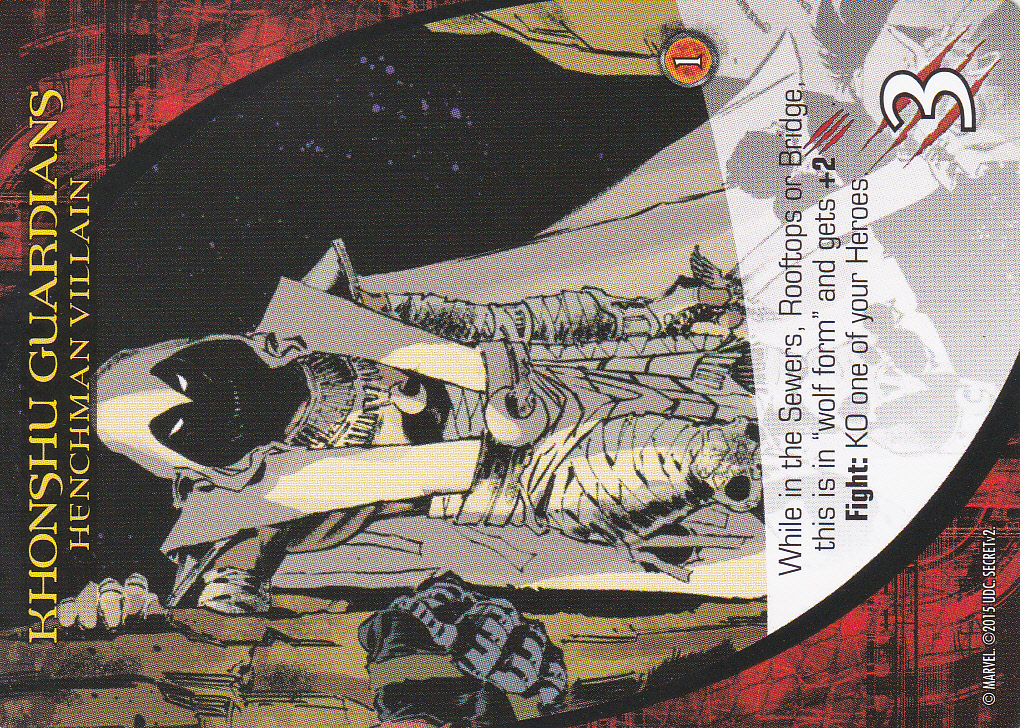 KHONSHU GUARDIANS
HENCHMAN VILLAIN
1
While in the Sewers, Rooftops or Bridge,
this is in “wolf form” and gets +2 .
Fight: KO one of your Heroes.
3
© MARVEL. ©2015 UDC. SECRETv2.